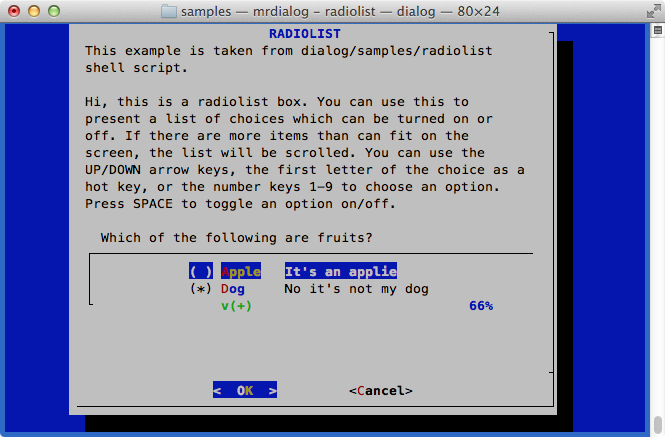 samples — mrdialog – radiolist — dialog — 80×24
RADIOLIST
This example is taken from dialog/samples/radiolist
shell script.
Hi, this is a radiolist box. You can use this to
present a list of choices which can be turned on or
off. If there are more items than can fit on the
screen, the list will be scrolled. You can use the
UP/DOWN arrow keys, the first letter of the choice as a
hot key, or the number keys 1–9 to choose an option.
Press SPACE to toggle an option on/off.
Which of the following are fruits?
( ) Apple It's an applie
(*) Dog No it's not my dog
v(+) 66%
< OK > <Cancel>